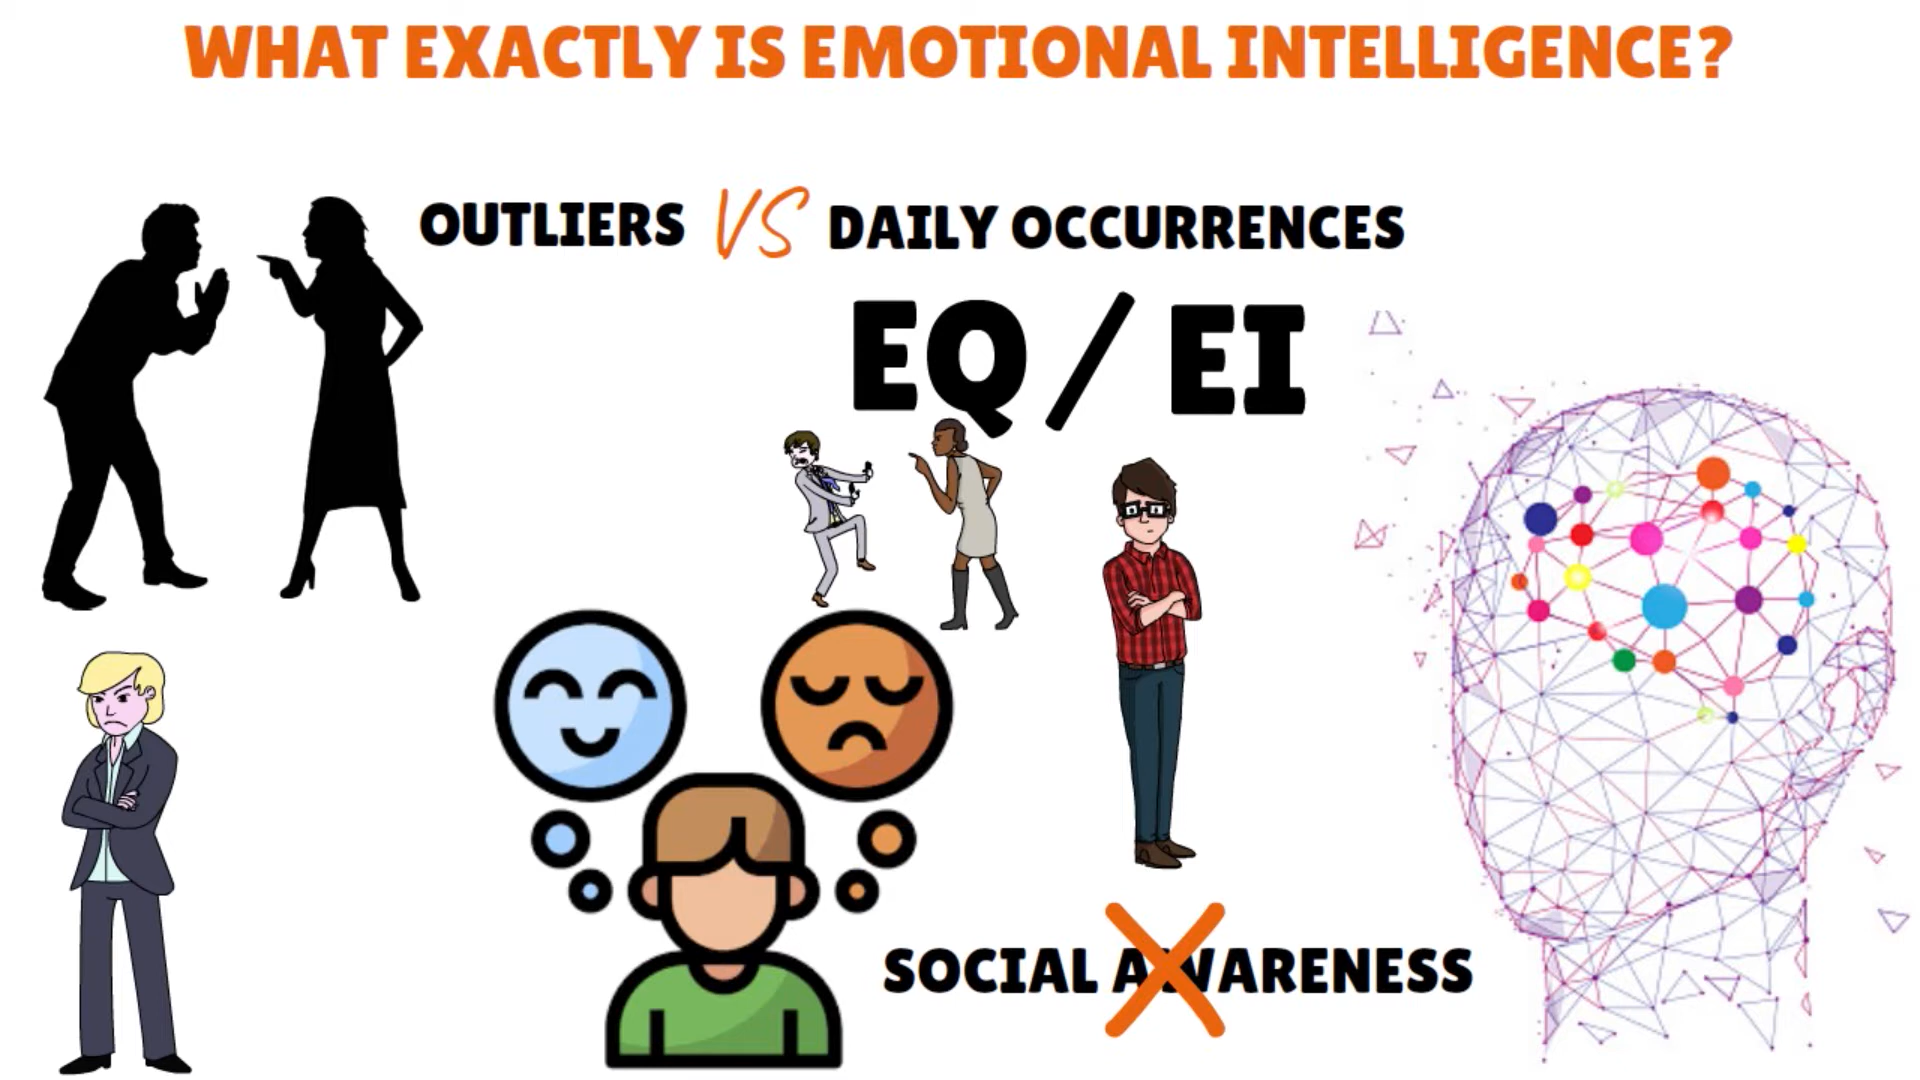 WHAT EXACTLY IS EMOTIONAL INTELLIGENCE?
OUTLIERS VS DAILY OCCURRENCES
EQ / EI
SOCIAL AWARENESS